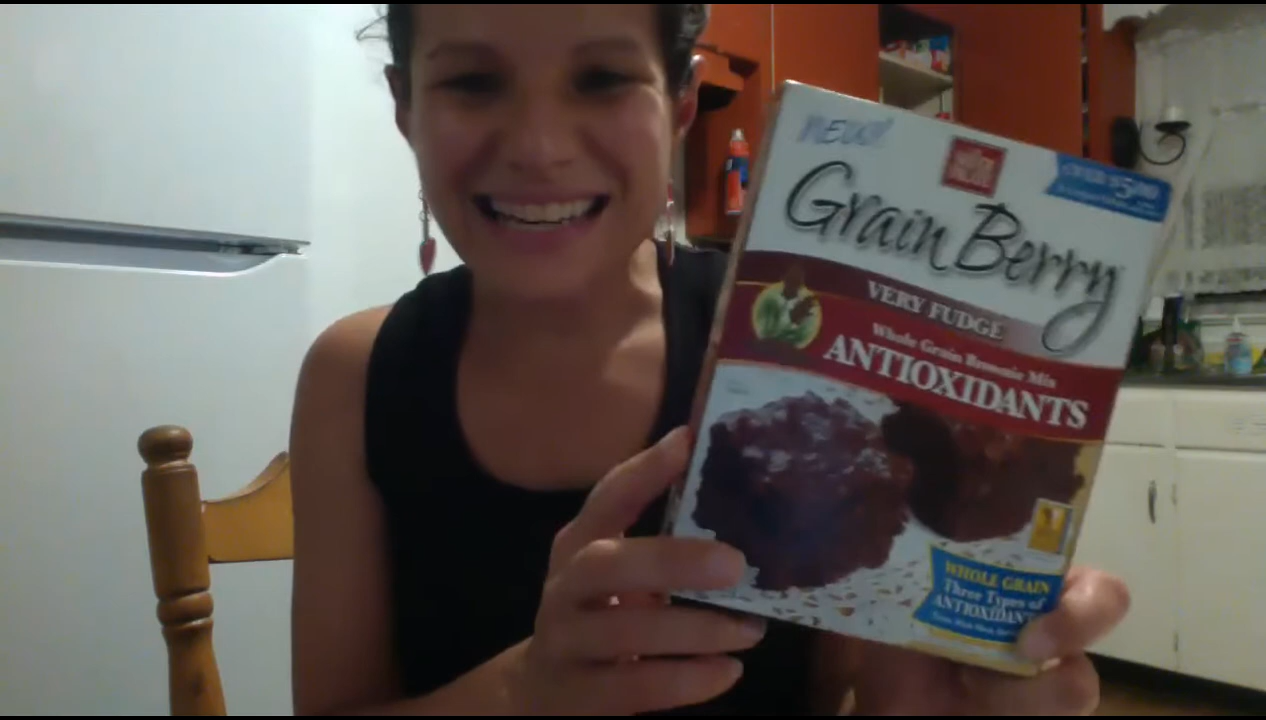 NEW!
Grain Berry
VERY FUDGE
Whole Grain Brownie Mix
ANTIOXIDANTS
WHOLE GRAIN
Three Types of
ANTIOXIDANTS